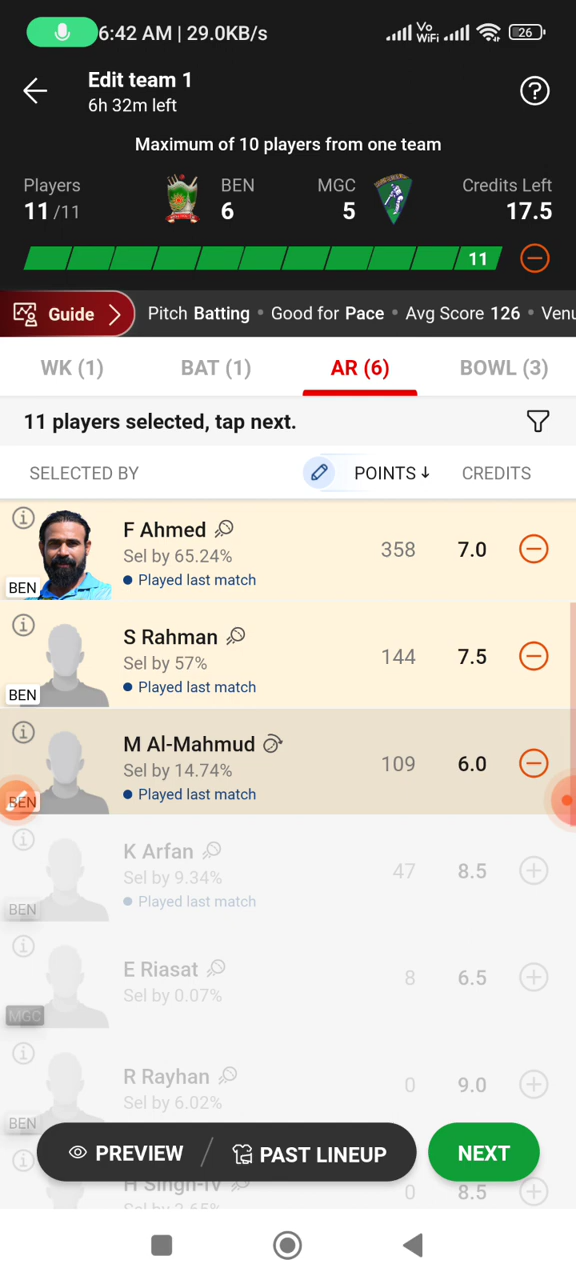 6:42 AM | 29.0KB/s Vo WiFi 26
Edit team 1
6h 32m left
Maximum of 10 players from one team
Players BEN MGC Credits Left
11/11 6 5 17.5
11
Guide Pitch Batting • Good for Pace • Avg Score 126 • Venu
WK (1) BAT (1) AR (6) BOWL (3)
11 players selected, tap next.
SELECTED BY POINTS↓ CREDITS
F Ahmed
Sel by 65.24% 358 7.0
Played last match
BEN
S Rahman
Sel by 57% 144 7.5
Played last match
BEN
M Al-Mahmud
Sel by 14.74% 109 6.0
Played last match
BEN
K Arfan
Sel by 9.34% 47 8.5
Played last match
BEN
E Riasat
Sel by 0.07% 8 6.5
MGC
R Rayhan
Sel by 6.02% 0 9.0
BEN
PREVIEW / PAST LINEUP NEXT
H Singh-IV 0 8.5
Sel by 2.65%